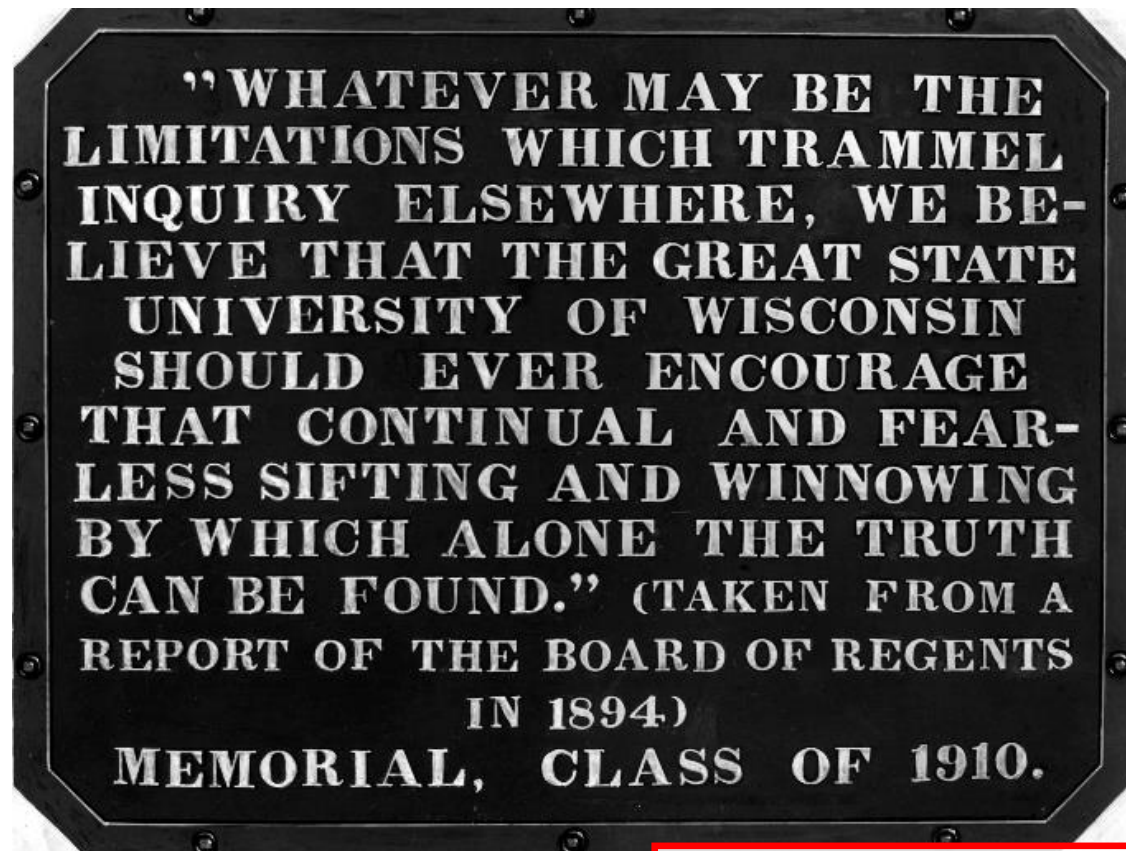 ”WHATEVER MAY BE THE
LIMITATIONS WHICH TRAMMEL
INQUIRY ELSEWHERE, WE BE-
LIEVE THAT THE GREAT STATE
UNIVERSITY OF WISCONSIN
SHOULD EVER ENCOURAGE
THAT CONTINUAL AND FEAR-
LESS SIFTING AND WINNOWING
BY WHICH ALONE THE TRUTH
CAN BE FOUND.” (TAKEN FROM A
REPORT OF THE BOARD OF REGENTS
IN 1894)
MEMORIAL, CLASS OF 1910.